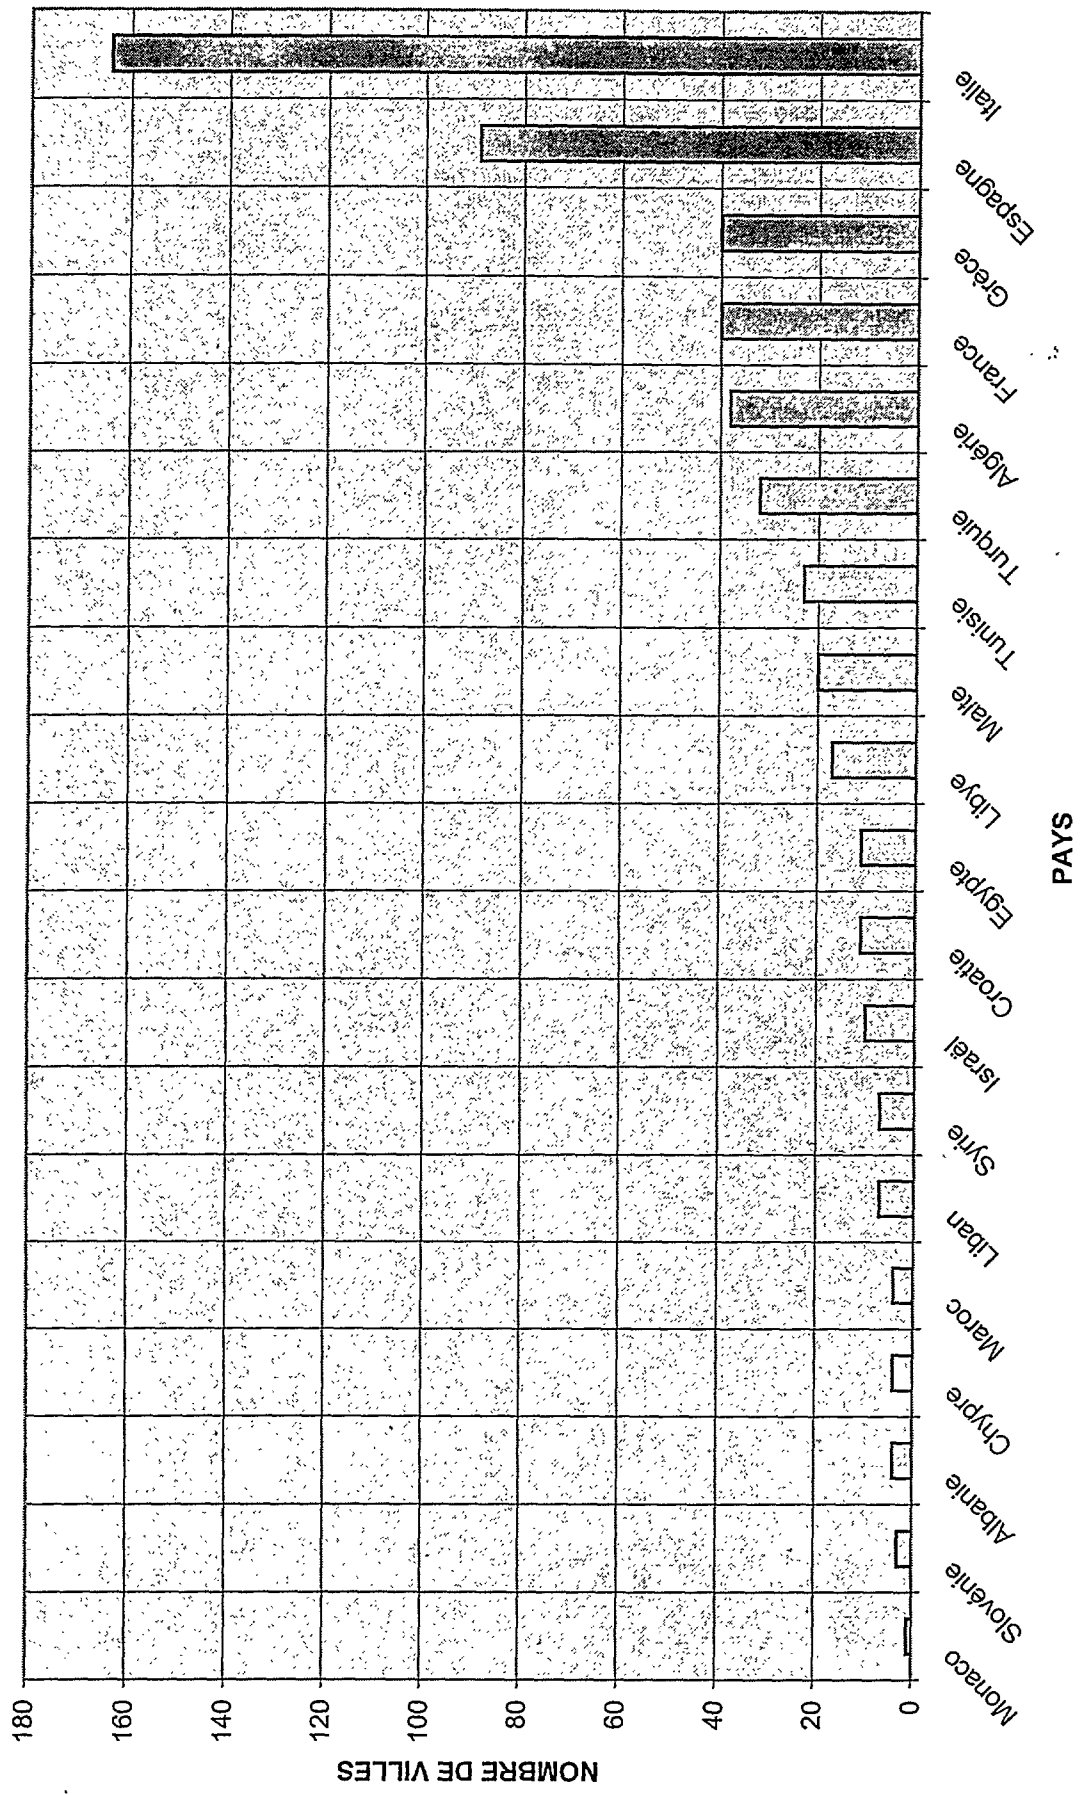 NOMBRE DE VILLES
180
160
140
120
100
80
60
40
20
0
Monaco
Slovénie
Albanie
Chypre
Maroc
Liban
Syrie
Israël
Croatie
Egypte
Libye
Malte
Tunisie
Turquie
Algérie
France
Grèce
Espagne
Italie
PAYS